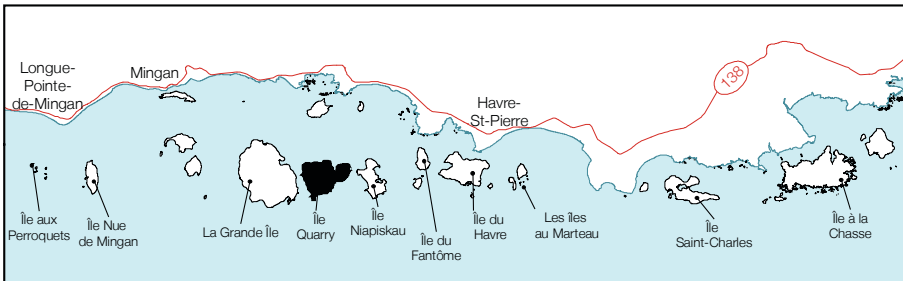 Longue-
Pointe-
de-Mingan
Mingan
Havre-
St-Pierre
138
Île aux
Perroquets
Île Nue
de Mingan
La Grande Île
Île
Quarry
Île
Niapiskau
Île du
Fantôme
Île du
Havre
Les îles
au Marteau
Île
Saint-Charles
Île à la
Chasse